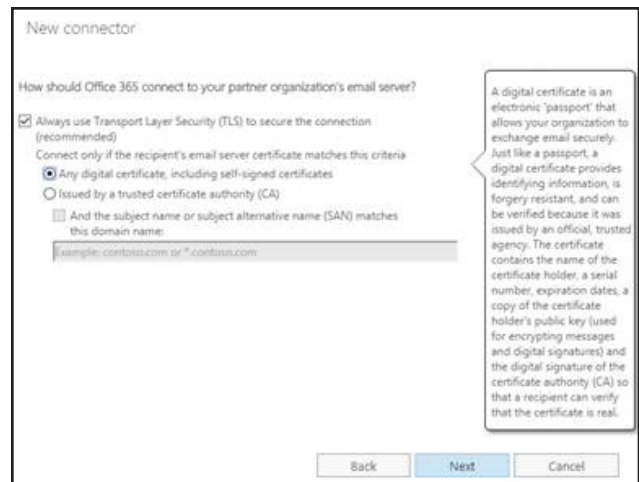 New connector
How should Office 365 connect to your partner organization's email server?
Always use Transport Layer Security (TLS) to secure the connection
(recommended)
Connect only if the recipient's email server certificate matches this criteria
Any digital certificate, including self-signed certificates
Issued by a trusted certificate authority (CA)
And the subject name or subject alternative name (SAN) matches
this domain name:
Example: contoso.com or *.contoso.com
A digital certificate is an
electronic 'passport' that
allows your organization to
exchange email securely.
Just like a passport, a
digital certificate provides
identifying information, is
forgery resistant, and can
be verified because it was
issued by an official, trusted
agency. The certificate
contains the name of the
certificate holder, a serial
number, expiration dates, a
copy of the certificate
holder's public key (used
for encrypting messages
and digital signatures) and
the digital signature of the
certificate authority (CA) so
that a recipient can verify
that the certificate is real.
Back
Next
Cancel